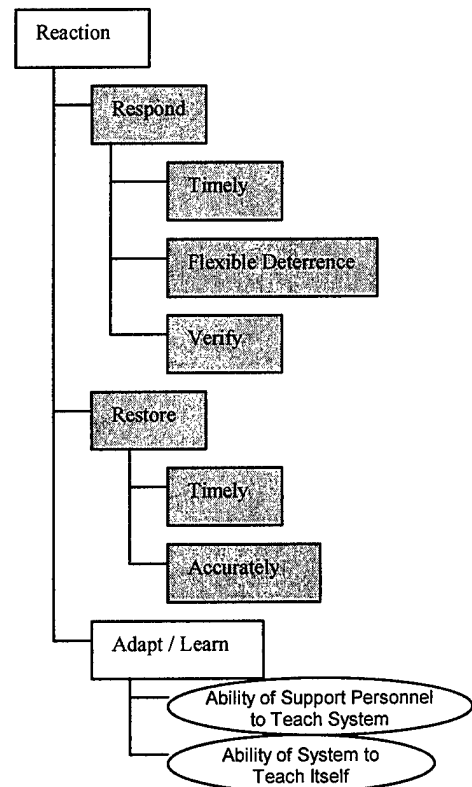 Reaction
Respond
Timely
Flexible Deterrence
Verify
Restore
Timely
Accurately
Adapt / Learn
Ability of Support Personnel
to Teach System
Ability of System to
Teach Itself